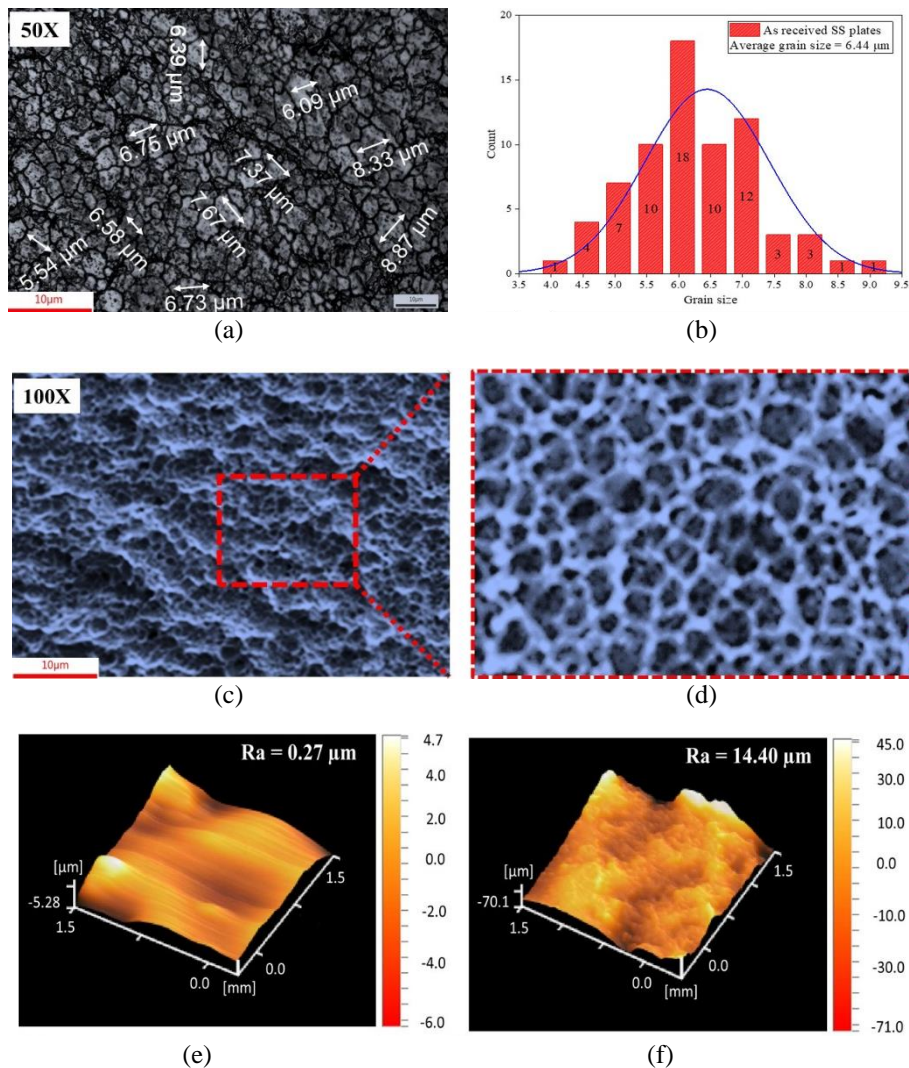 50X
6.39 µm
6.09 µm
6.75 µm
7.37 µm
8.33 µm
7.67 µm
6.58 µm
5.54 µm
8.87 µm
6.73 µm
10µm
10µm
20
15
10
5
0
Count
As received SS plates
Average grain size = 6.44 µm
1
4
7
10
18
10
12
3
3
1
1
3.5 4.0 4.5 5.0 5.5 6.0 6.5 7.0 7.5 8.0 8.5 9.0 9.5
Grain size
(a)
(b)
100X
10µm
(c)
(d)
Ra = 0.27 µm
4.7
4.0
2.0
0.0
-2.0
-4.0
-6.0
[µm]
-5.28
1.5
0.0
[mm]
0.0
1.5
Ra = 14.40 µm
45.0
30.0
0.0
-30.0
-71.0
[µm]
-70.1
1.5
0.0
[mm]
0.0
1.5
(e)
(f)